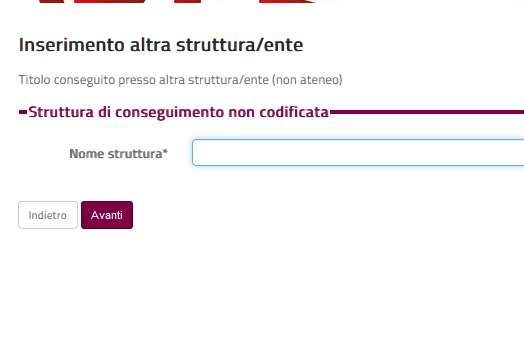 Inserimento altra struttura/ente
Titolo conseguito presso altra struttura/ente (non ateneo)
Struttura di conseguimento non codificata
Nome struttura*
Indietro Avanti